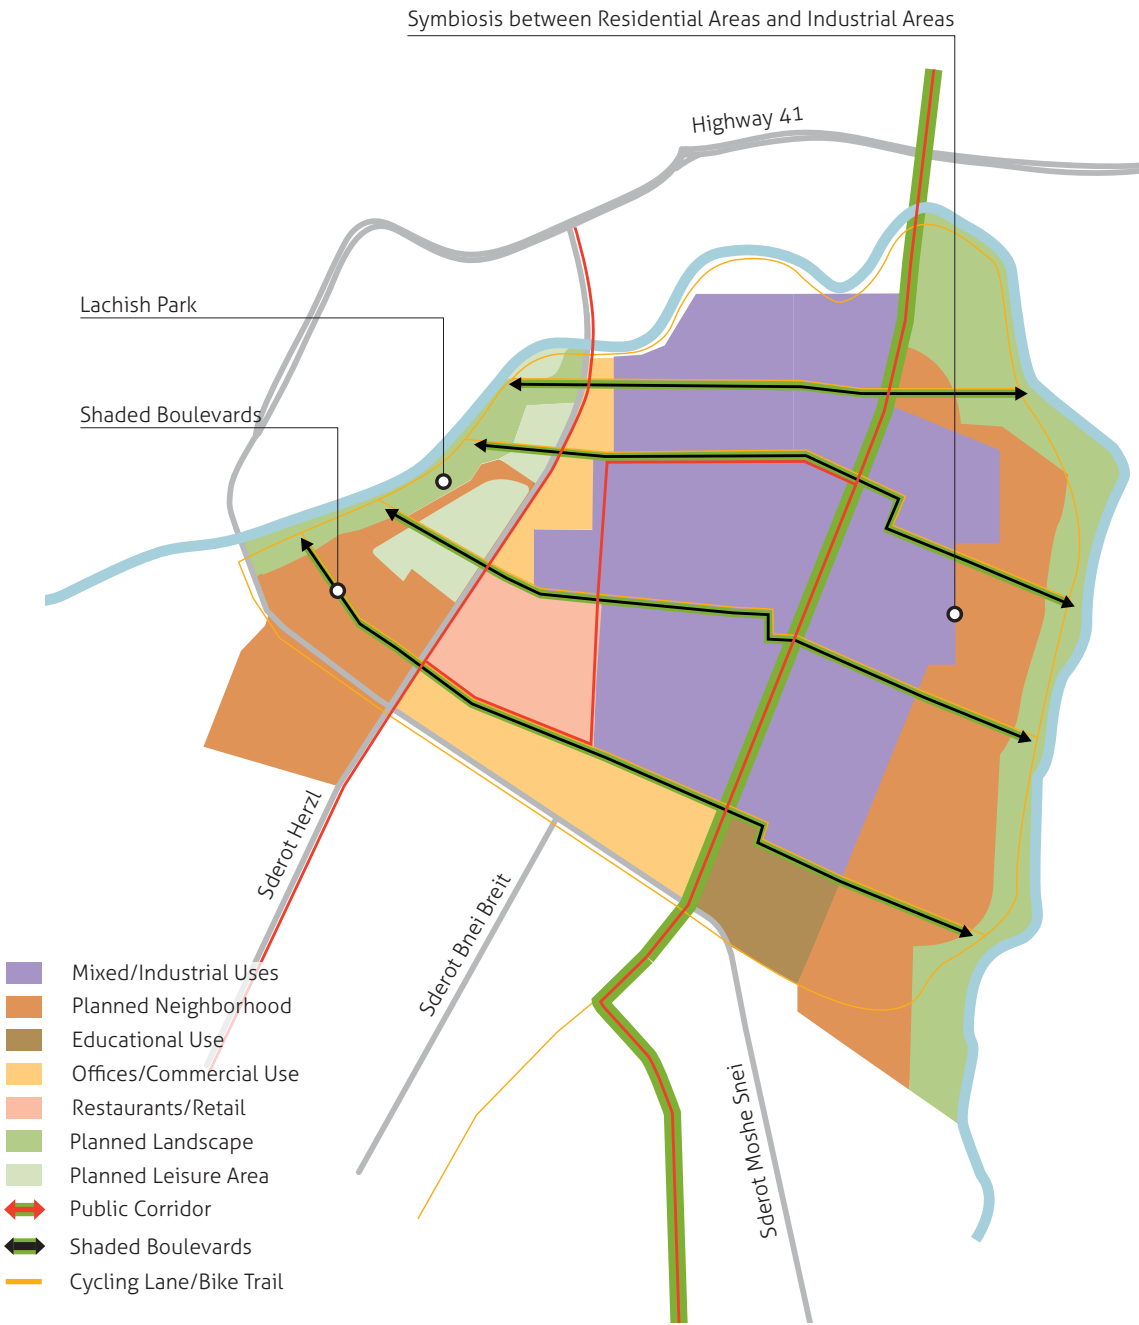 Symbiosis between Residential Areas and Industrial Areas
Highway 41
Lachish Park
Shaded Boulevards
Sderot Herzl
Sderot Bnei Breit
Sderot Moshe Snei
Mixed/Industrial Uses
Planned Neighborhood
Educational Use
Offices/Commercial Use
Restaurants/Retail
Planned Landscape
Planned Leisure Area
Public Corridor
Shaded Boulevards
Cycling Lane/Bike Trail